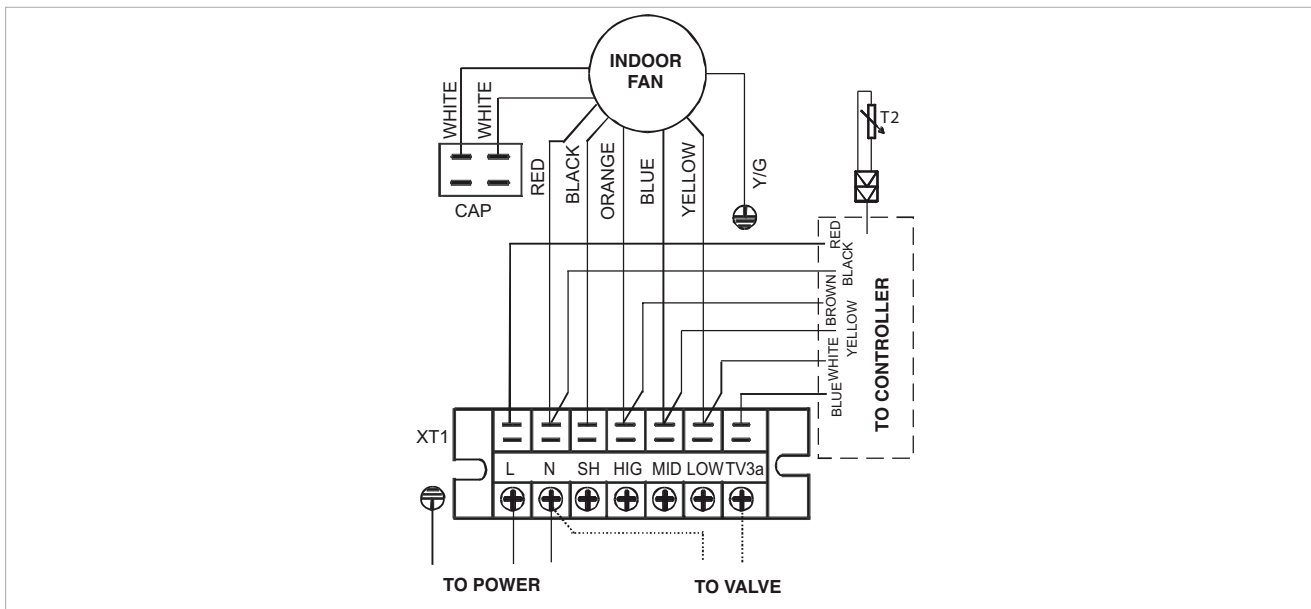 INDOOR
FAN
WHITE
WHITE
CAP
RED
BLACK
ORANGE
BLUE
YELLOW
Y/G
T2
RED
BLACK
BROWN
YELLOW
WHITE
BLUE
TO CONTROLLER
XT1
L N SH HIG MID LOW TV3a
TO POWER
TO VALVE